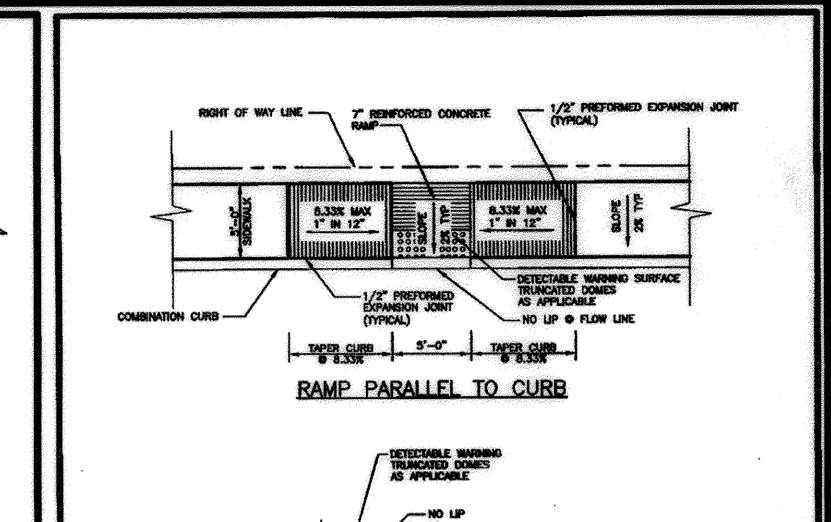 RIGHT OF WAY LINE
7" REINFORCED CONCRETE
RAMP
1/2" PREFORMED EXPANSION JOINT
(TYPICAL)
5'-0"
SIDEWALK
8.33% MAX
1" IN 12"
SLOPE
2% TYP
8.33% MAX
1" IN 12"
SLOPE
2% TYP
DETECTABLE WARNING SURFACE
TRUNCATED DOMES
AS APPLICABLE
1/2" PREFORMED
EXPANSION JOINT
(TYPICAL)
COMBINATION CURB
NO LIP @ FLOW LINE
TAPER CURB
@ 8.33%
5'-0"
TAPER CURB
@ 8.33%
RAMP PARALLEL TO CURB
DETECTABLE WARNING
TRUNCATED DOMES
AS APPLICABLE
NO LIP